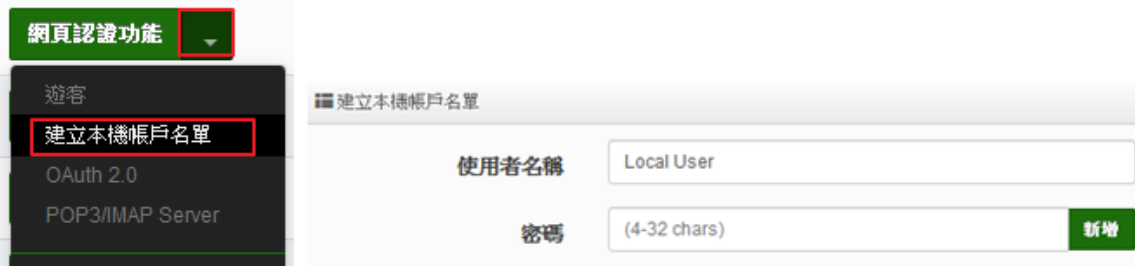 網頁認證功能
遊客
建立本機帳戶名單
OAuth 2.0
POP3/IMAP Server
建立本機帳戶名單
使用者名稱
Local User
密碼
(4-32 chars)
新增